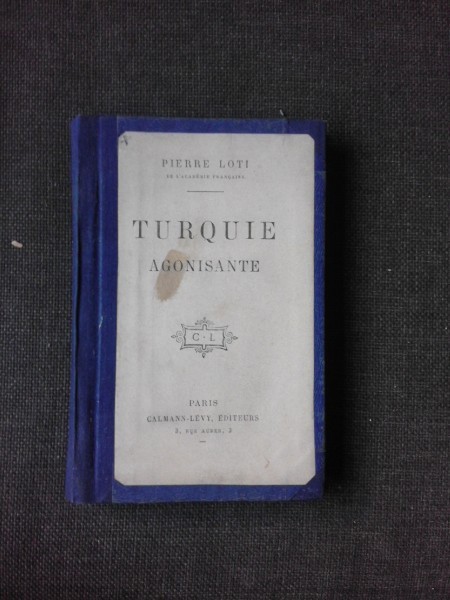 PIERRE LOTI
DE L'ACADÉMIE FRANÇAISE
TURQUIE
AGONISANTE
C-L
PARIS
CALMANN-LÉVY, ÉDITEURS
3, RUE AUBER, 3